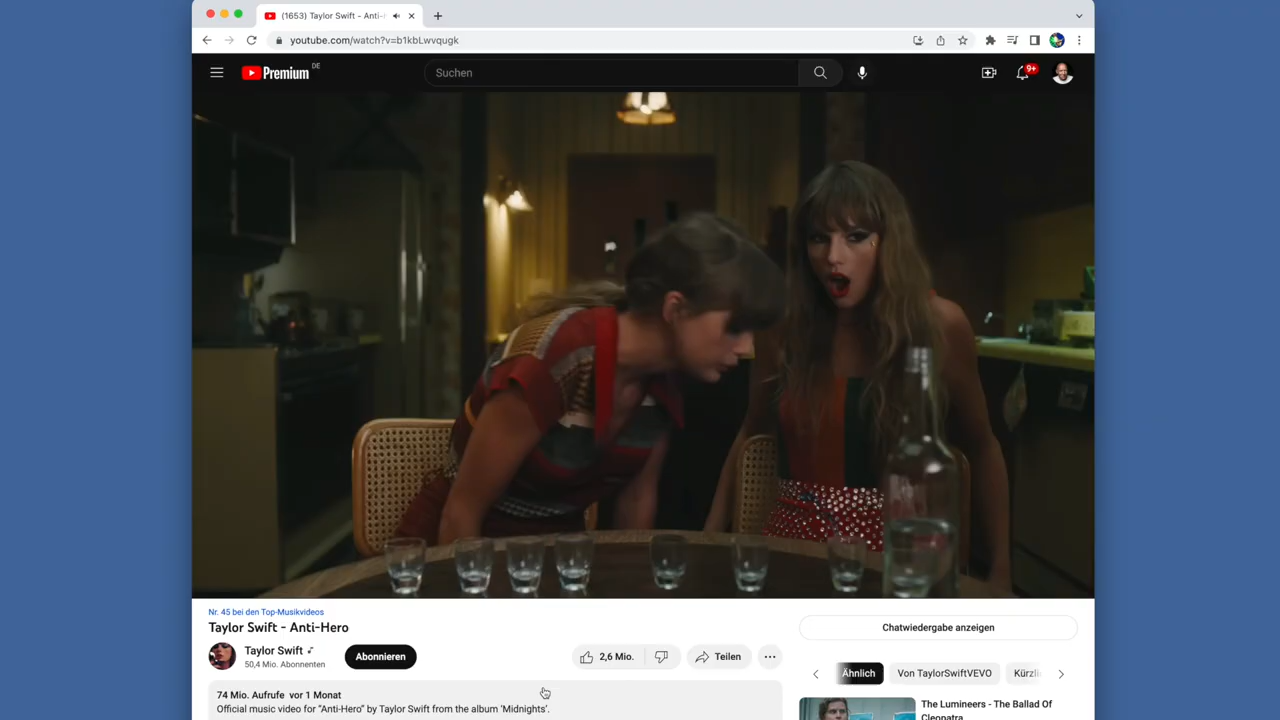 (1653) Taylor Swift - Anti-H
youtube.com/watch?v=b1kbLwvqugk
Premium DE
Suchen
9+
Nr. 45 bei den Top-Musikvideos
Taylor Swift - Anti-Hero
Taylor Swift
50,4 Mio. Abonnenten
Abonnieren
2,6 Mio.
Teilen
74 Mio. Aufrufe vor 1 Monat
Official music video for "Anti-Hero" by Taylor Swift from the album 'Midnights'.
Chatwiedergabe anzeigen
Ähnlich
Von TaylorSwiftVEVO
Kürzli
The Lumineers - The Ballad Of
Cleopatra